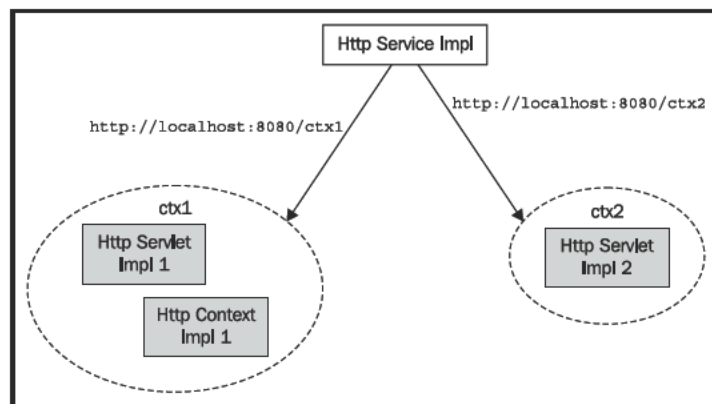 Http Service Impl
http://localhost:8080/ctx1
http://localhost:8080/ctx2
ctx1
Http Servlet
Impl 1
Http Context
Impl 1
ctx2
Http Servlet
Impl 2